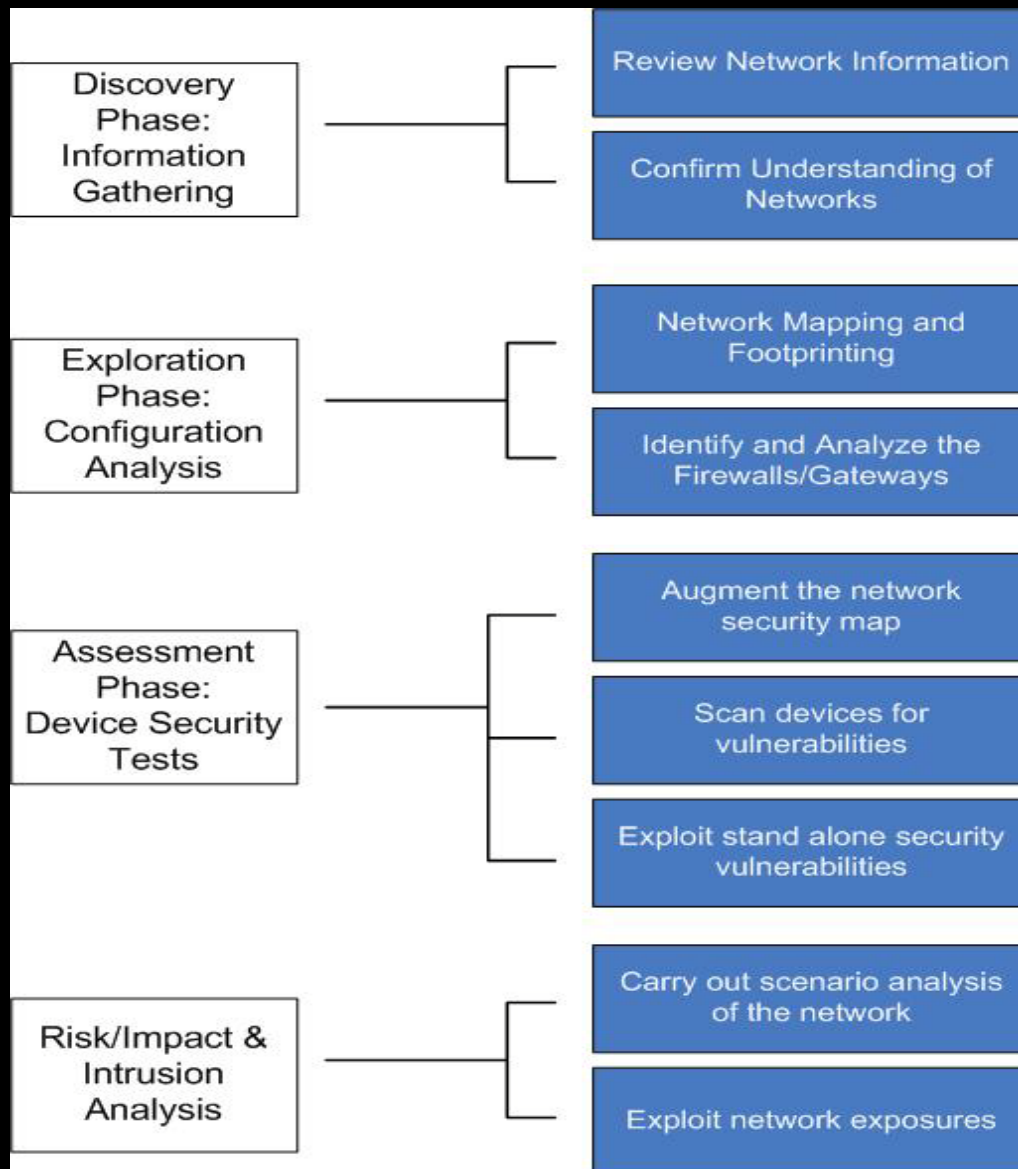 Discovery
Phase:
Information
Gathering
Review Network Information
Confirm Understanding of
Networks
Exploration
Phase:
Configuration
Analysis
Network Mapping and
Footprinting
Identify and Analyze the
Firewalls/Gateways
Assessment
Phase:
Device Security
Tests
Augment the network
security map
Scan devices for
vulnerabilities
Exploit stand alone security
vulnerabilities
Risk/Impact &
Intrusion
Analysis
Carry out scenario analysis
of the network
Exploit network exposures